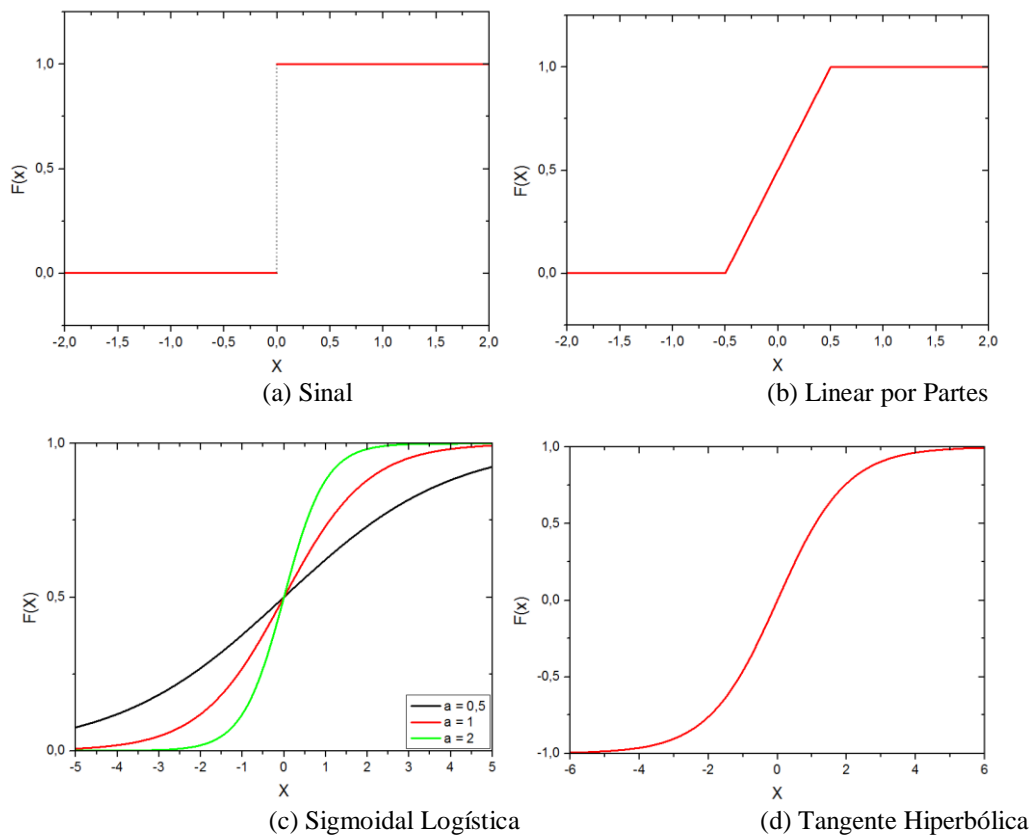 1,0
0,5
0,0
F(x)
-2,0 -1,5 -1,0 -0,5 0,0 0,5 1,0 1,5 2,0
X
(a) Sinal
1,0
0,5
0,0
F(X)
-2,0 -1,5 -1,0 -0,5 0,0 0,5 1,0 1,5 2,0
X
(b) Linear por Partes
1,0
0,5
0,0
F(X)
a = 0,5
a = 1
a = 2
-5 -4 -3 -2 -1 0 1 2 3 4 5
X
(c) Sigmoidal Logística
1,0
0,5
0,0
-0,5
-1,0
F(x)
-6 -4 -2 0 2 4 6
X
(d) Tangente Hiperbólica